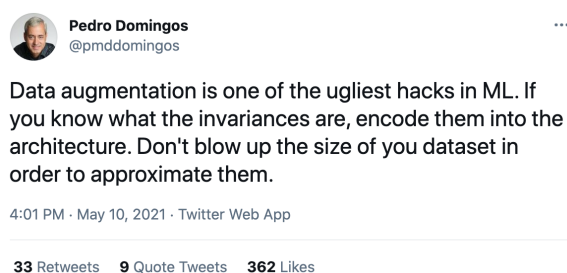 Pedro Domingos
@pmddomingos
Data augmentation is one of the ugliest hacks in ML. If
you know what the invariances are, encode them into the
architecture. Don't blow up the size of you dataset in
order to approximate them.
4:01 PM · May 10, 2021 · Twitter Web App
33 Retweets 9 Quote Tweets 362 Likes